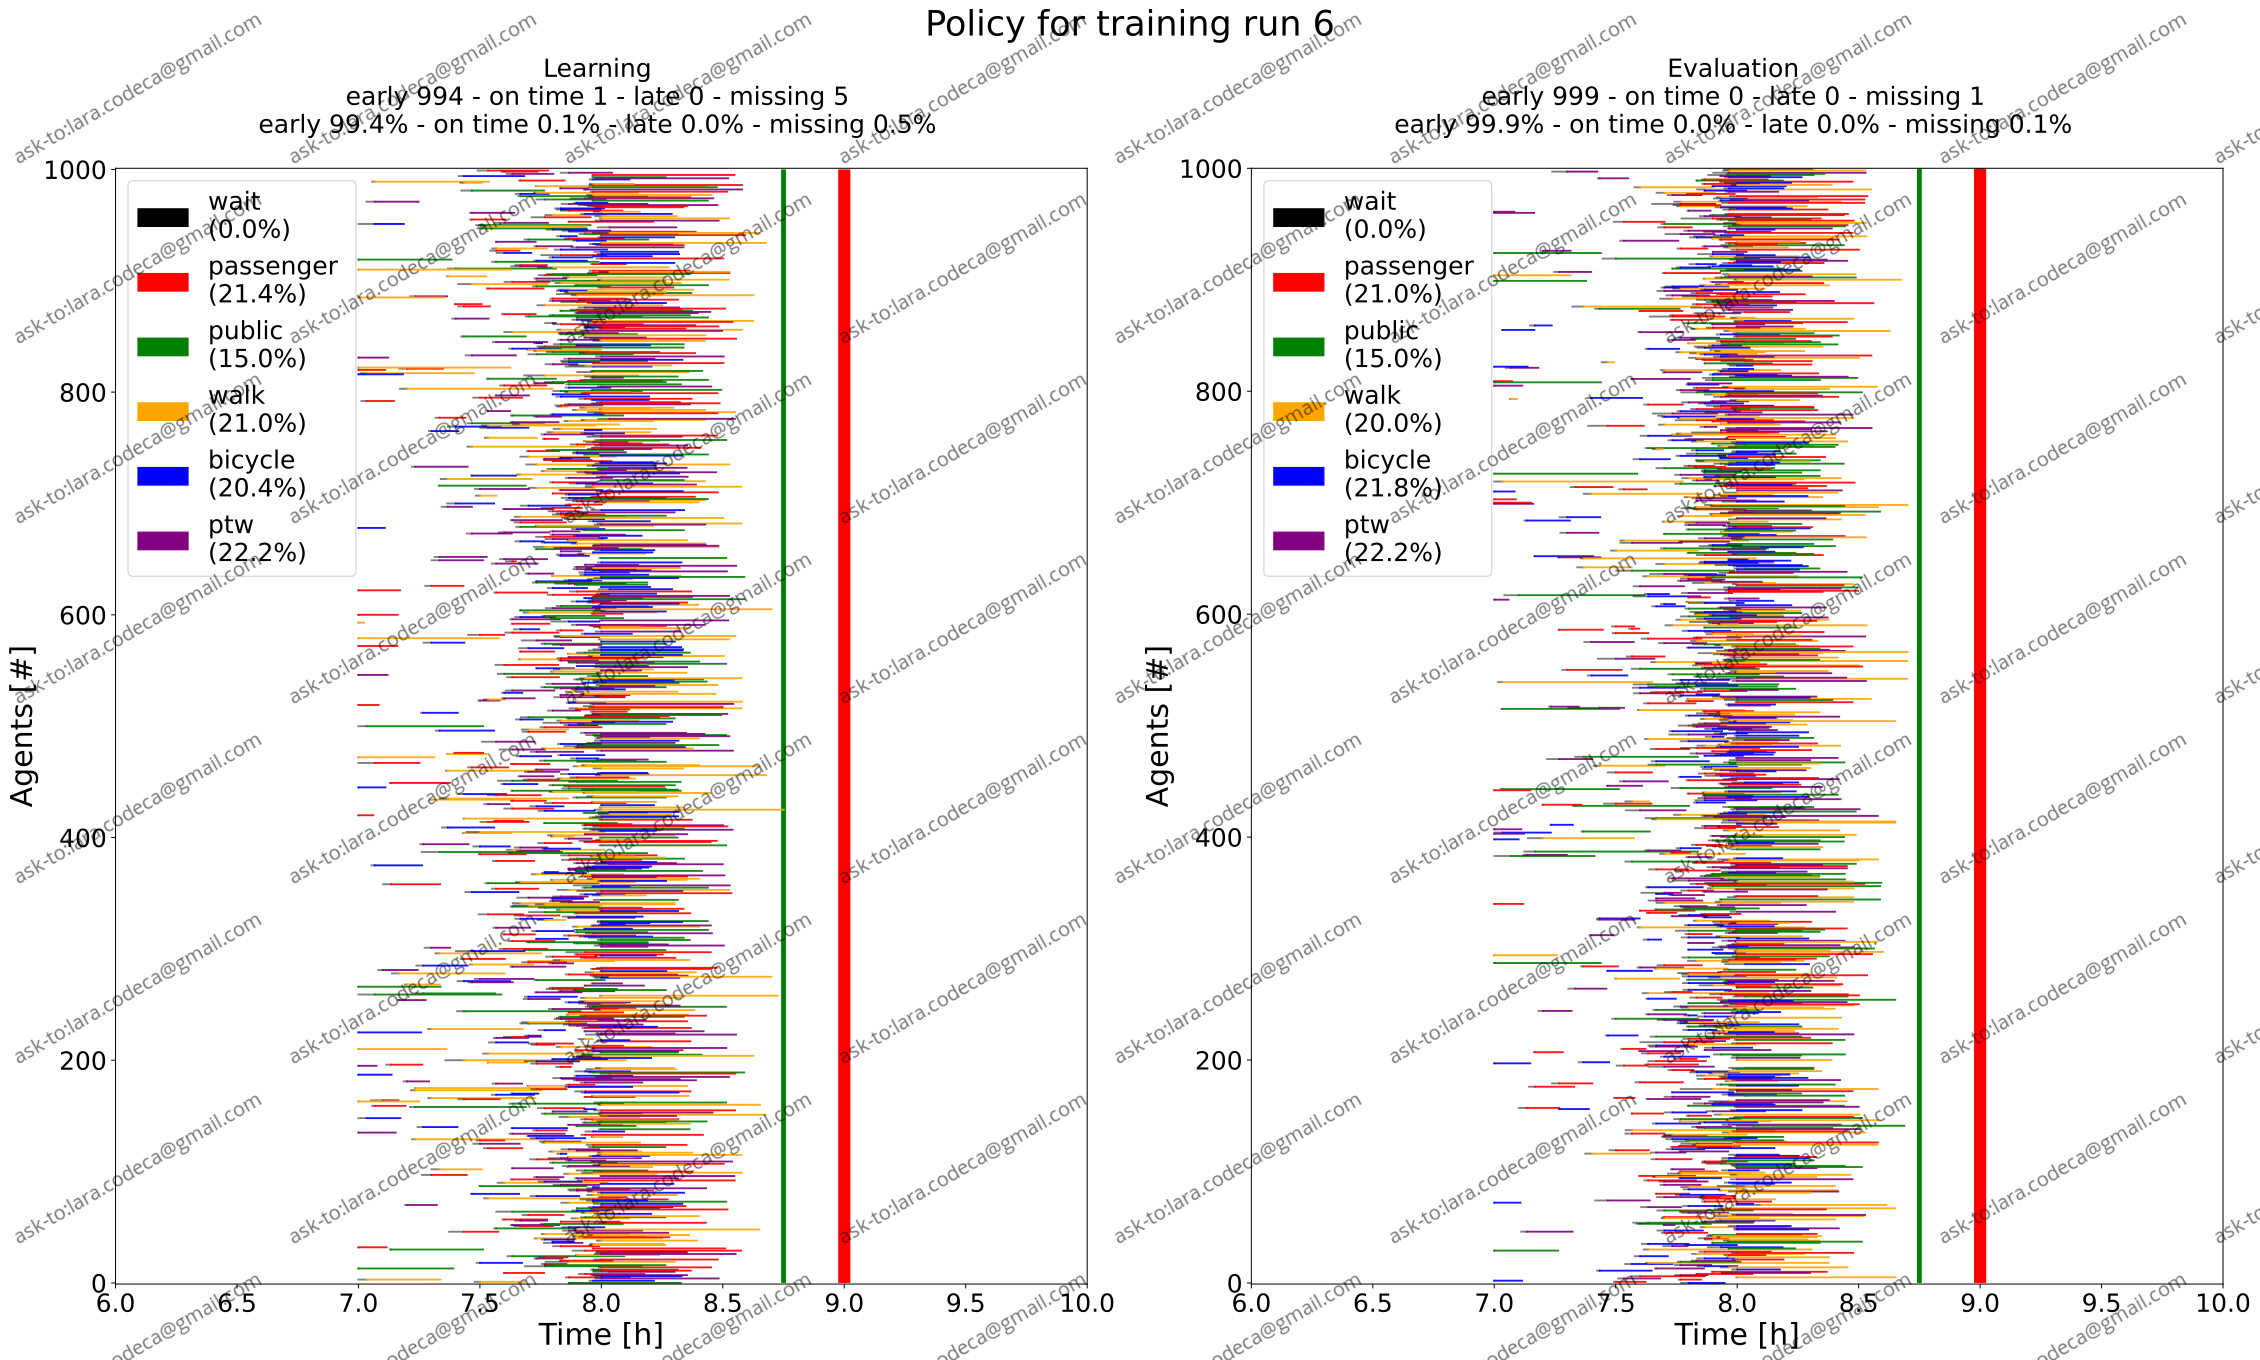 Policy for training run 6
Learning
early 994 - on time 1 - late 0 - missing 5
early 99.4% - on time 0.1% - late 0.0% - missing 0.5%
1000
800
600
400
200
0
Agents [#]
wait
(0.0%)
passenger
(21.4%)
public
(15.0%)
walk
(21.0%)
bicycle
(20.4%)
ptw
(22.2%)
6.0 6.5 7.0 7.5 8.0 8.5 9.0 9.5 10.0
Time [h]
Evaluation
early 999 - on time 0 - late 0 - missing 1
early 99.9% - on time 0.0% - late 0.0% - missing 0.1%
1000
800
600
400
200
0
Agents [#]
wait
(0.0%)
passenger
(21.0%)
public
(15.0%)
walk
(20.0%)
bicycle
(21.8%)
ptw
(22.2%)
6.0 6.5 7.0 7.5 8.0 8.5 9.0 9.5 10.0
Time [h]
ask-to:lara.codeca@gmail.com